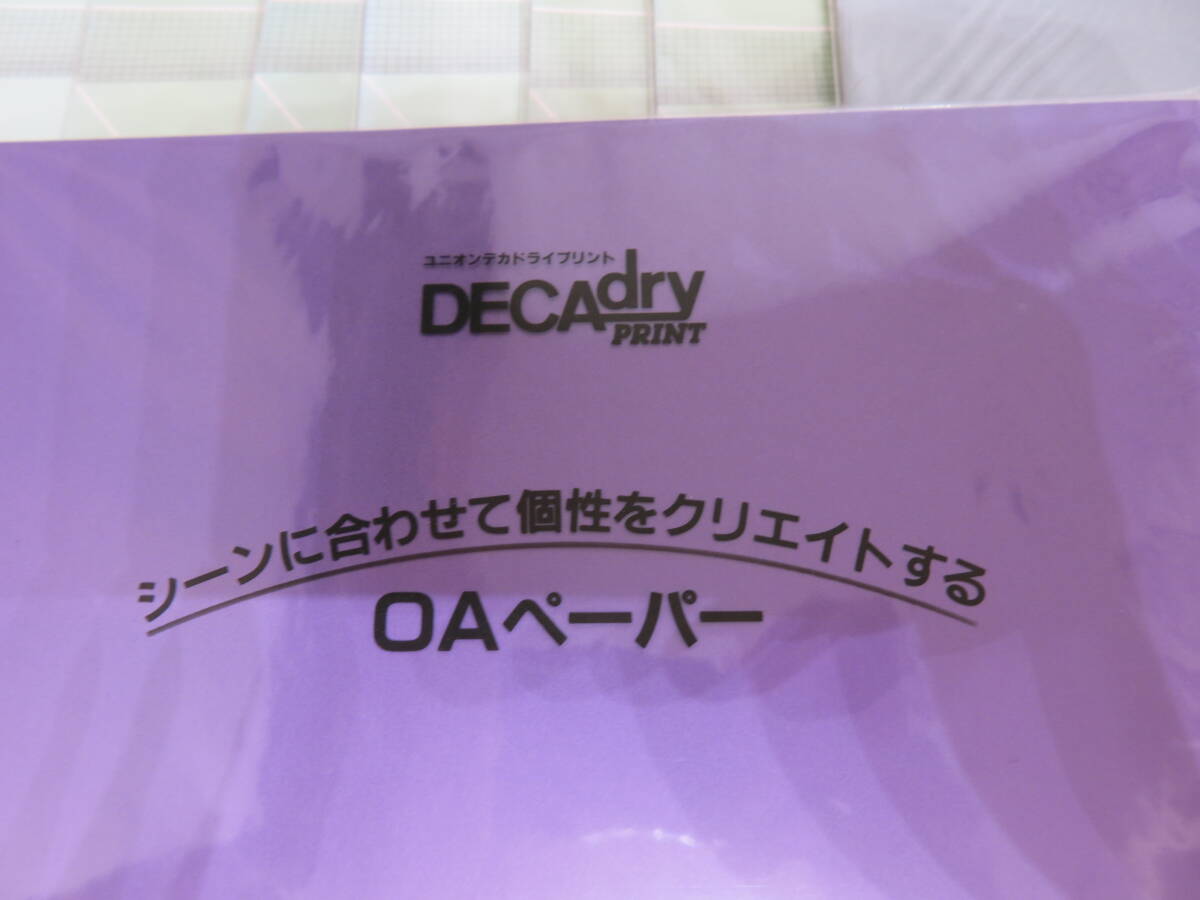 ユニオンデカドライプリント
DECAdry
PRINT
シーンに合わせて個性をクリエイトする
OAペーパー